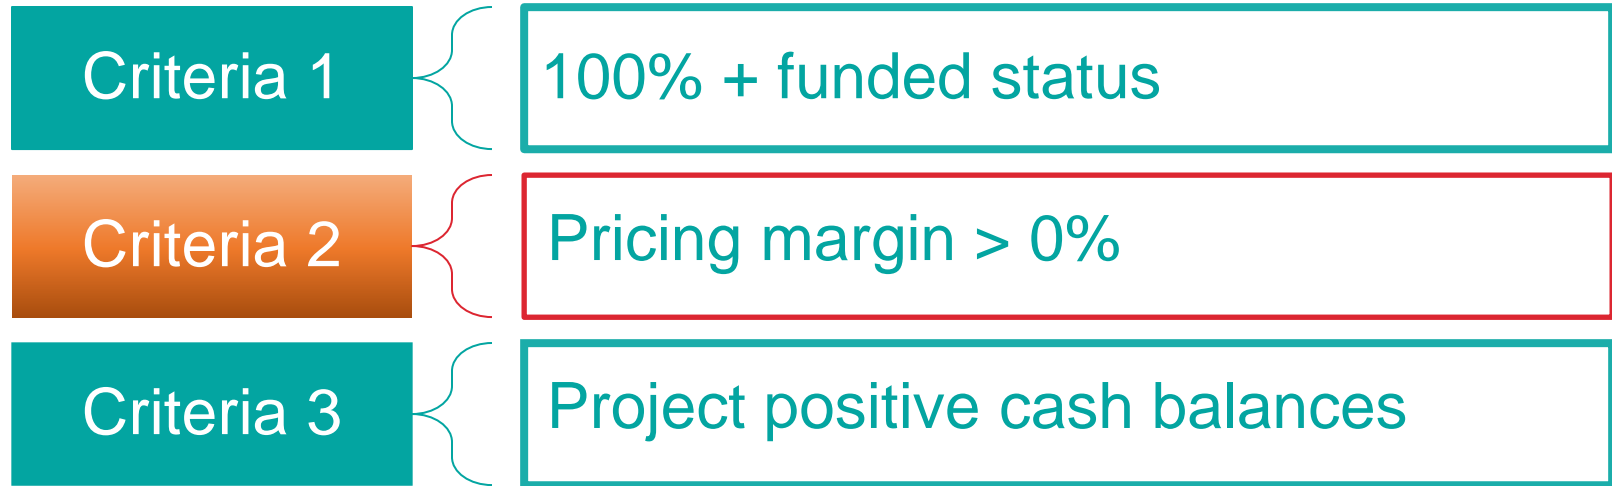 Criteria 1
100% + funded status
Criteria 2
Pricing margin > 0%
Criteria 3
Project positive cash balances